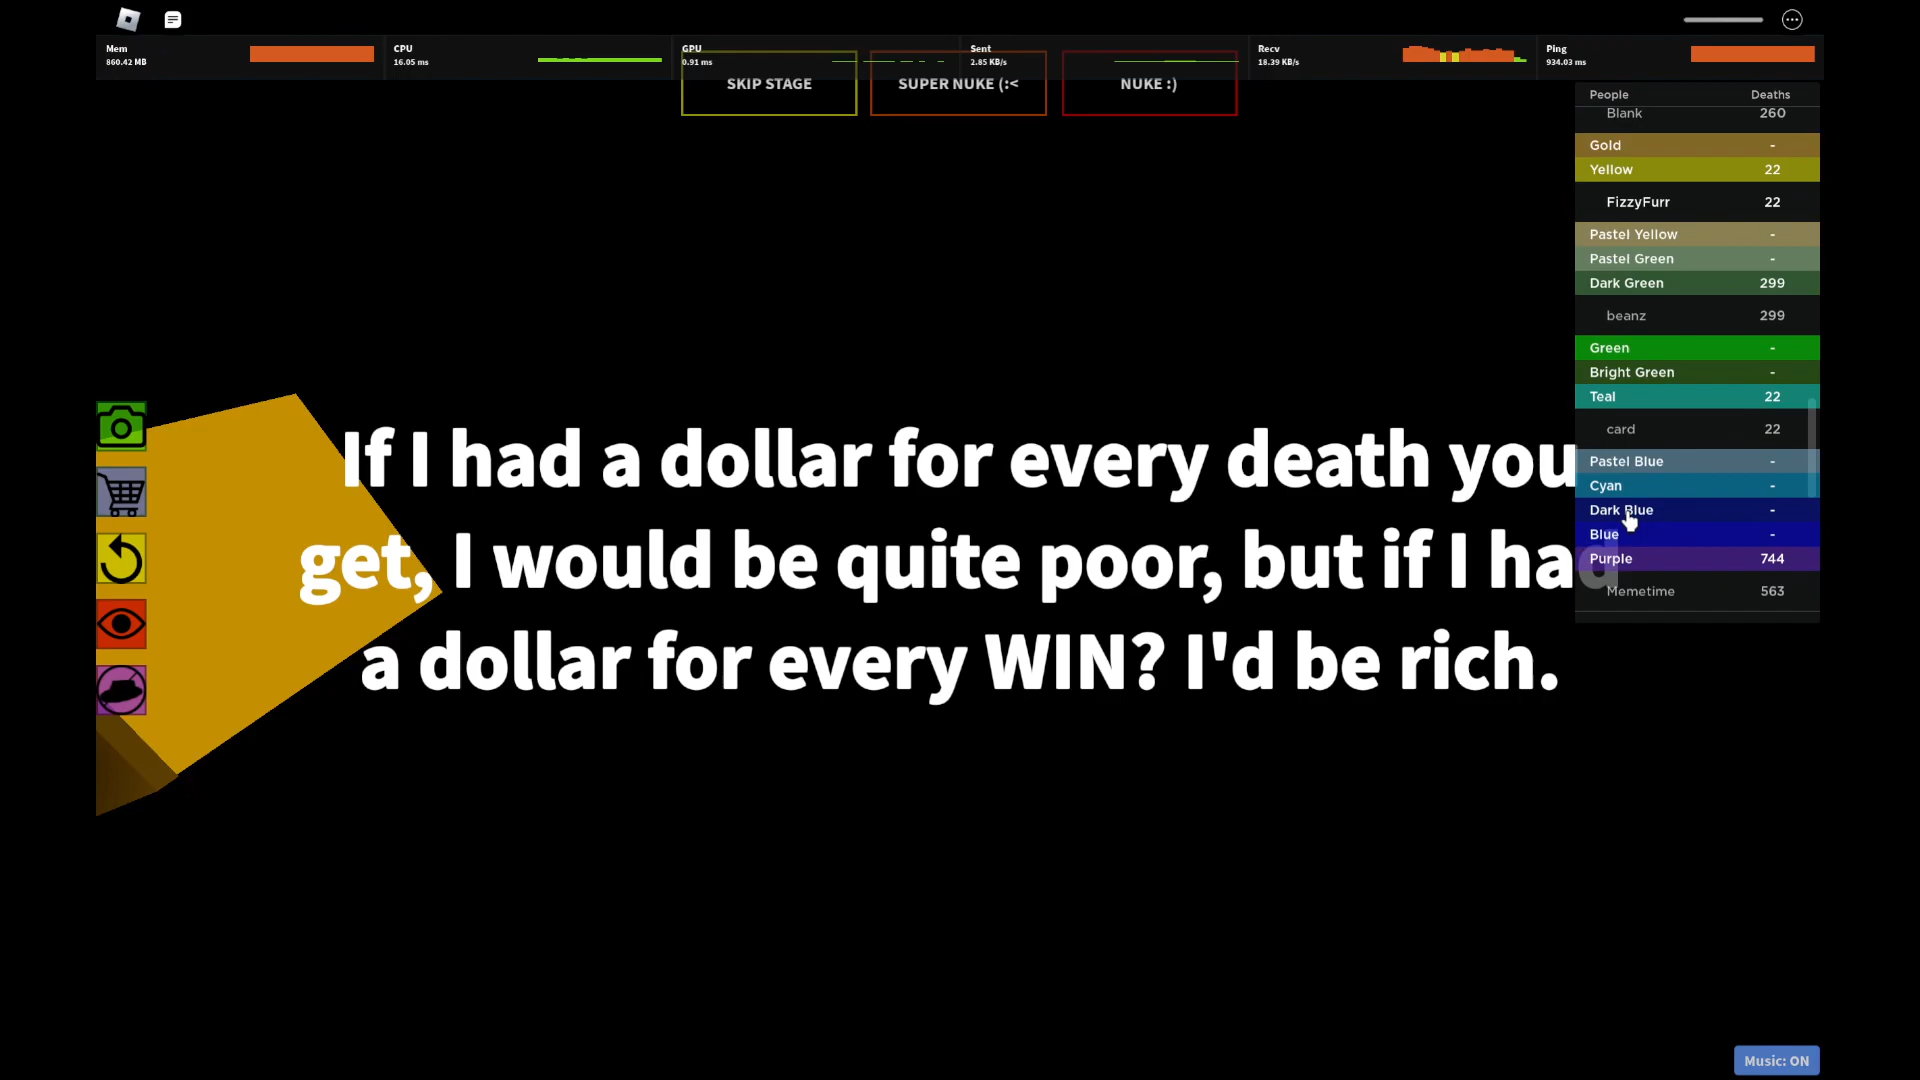 Mem
860.42 MB
CPU
16.05 ms
GPU
0.91 ms
Sent
2.85 KB/s
Recv
18.39 KB/s
Ping
934.03 ms
SKIP STAGE
SUPER NUKE (:<
NUKE :)
People Deaths
Blank 260
Gold -
Yellow 22
FizzyFurr 22
Pastel Yellow -
Pastel Green -
Dark Green 299
beanz 299
Green -
Bright Green -
Teal 22
card 22
Pastel Blue -
Cyan -
Dark Blue -
Blue -
Purple 744
Memetime 563
If I had a dollar for every death you
get, I would be quite poor, but if I had
a dollar for every WIN? I'd be rich.
Music: ON